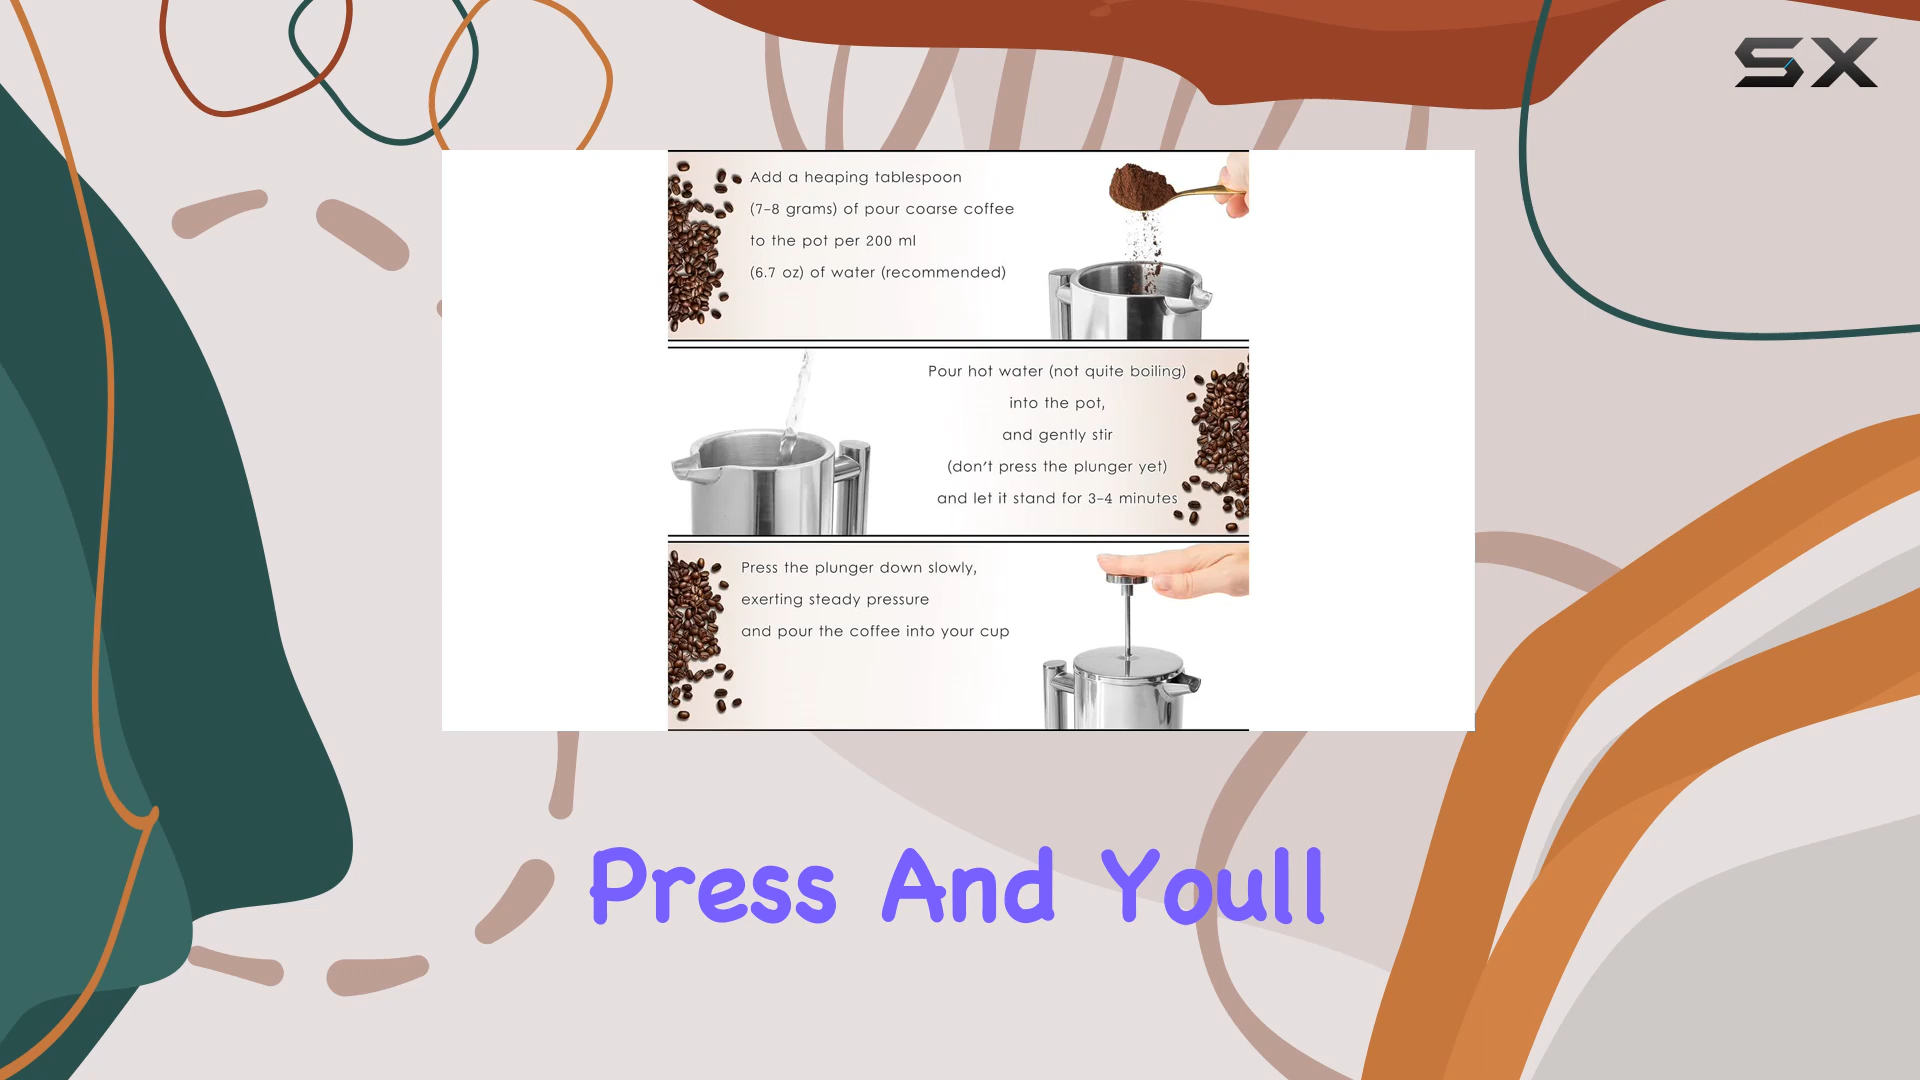 SX
Add a heaping tablespoon
(7-8 grams) of pour coarse coffee
to the pot per 200 ml
(6.7 oz) of water (recommended)
Pour hot water (not quite boiling)
into the pot,
and gently stir
(don't press the plunger yet)
and let it stand for 3-4 minutes
Press the plunger down slowly,
exerting steady pressure
and pour the coffee into your cup
Press And Youll